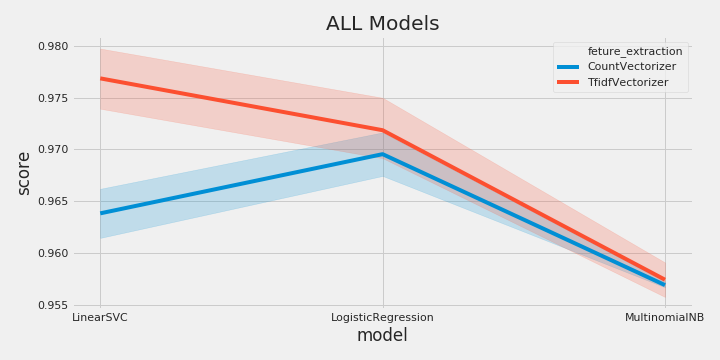 ALL Models
feture_extraction
CountVectorizer
TfidfVectorizer
score
0.980
0.975
0.970
0.965
0.960
0.955
LinearSVC
LogisticRegression
MultinomialNB
model